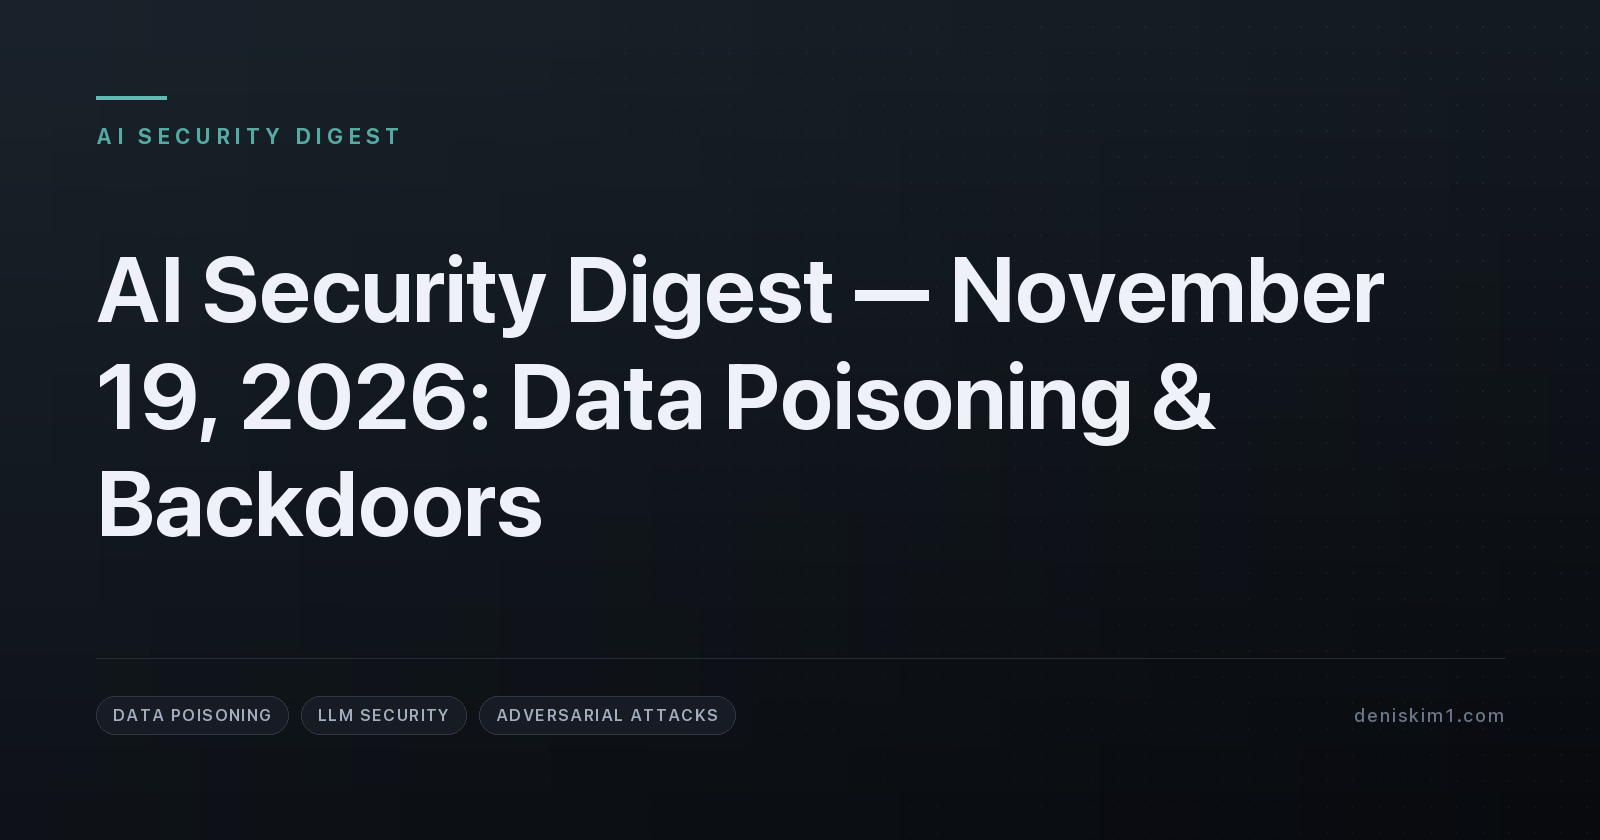 AI SECURITY DIGEST
AI Security Digest — November
19, 2026: Data Poisoning &
Backdoors
DATA POISONING
LLM SECURITY
ADVERSARIAL ATTACKS
deniskim1.com